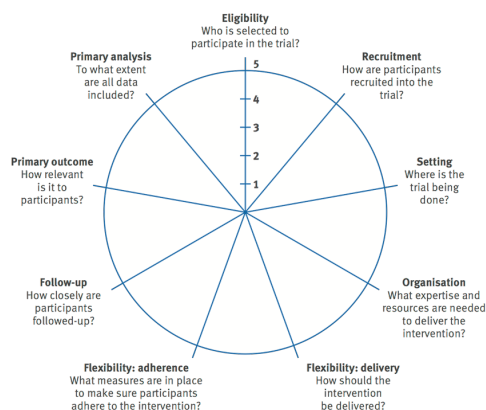 Eligibility
Who is selected to
participate in the trial?
Primary analysis
To what extent
are all data
included?
Recruitment
How are participants
recruited into the
trial?
5
4
3
2
1
Primary outcome
How relevant
is it to
participants?
Setting
Where is the
trial being
done?
Follow-up
How closely are
participants
followed-up?
Organisation
What expertise and
resources are needed
to deliver the
intervention?
Flexibility: adherence
What measures are in place
to make sure participants
adhere to the intervention?
Flexibility: delivery
How should the
intervention
be delivered?